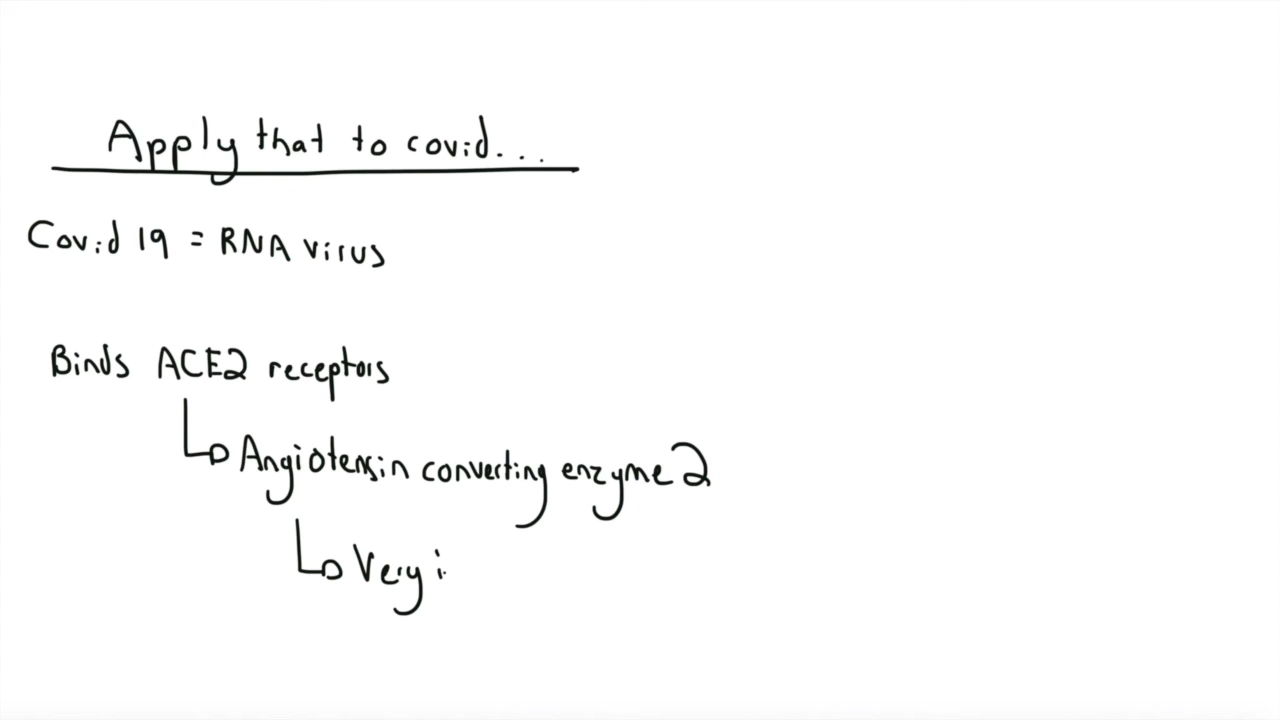 Apply that to covid...
Covid 19 = RNA virus
Binds ACE2 receptors
Angiotensin converting enzyme 2
Very i